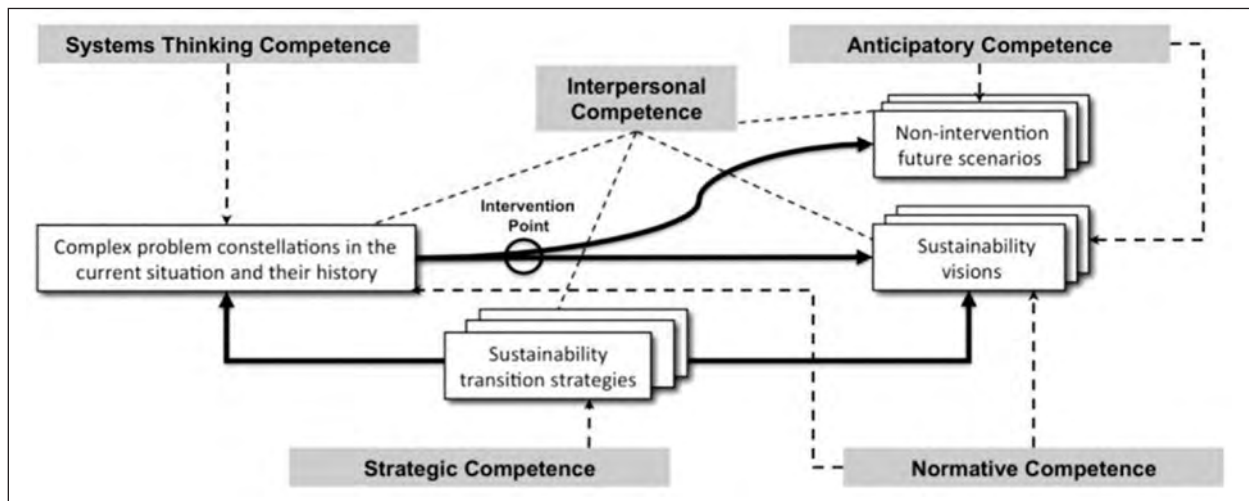 Systems Thinking Competence
Anticipatory Competence
Interpersonal
Competence
Non-intervention
future scenarios
Intervention
Point
Complex problem constellations in the
current situation and their history
Sustainability
visions
Sustainability
transition strategies
Strategic Competence
Normative Competence